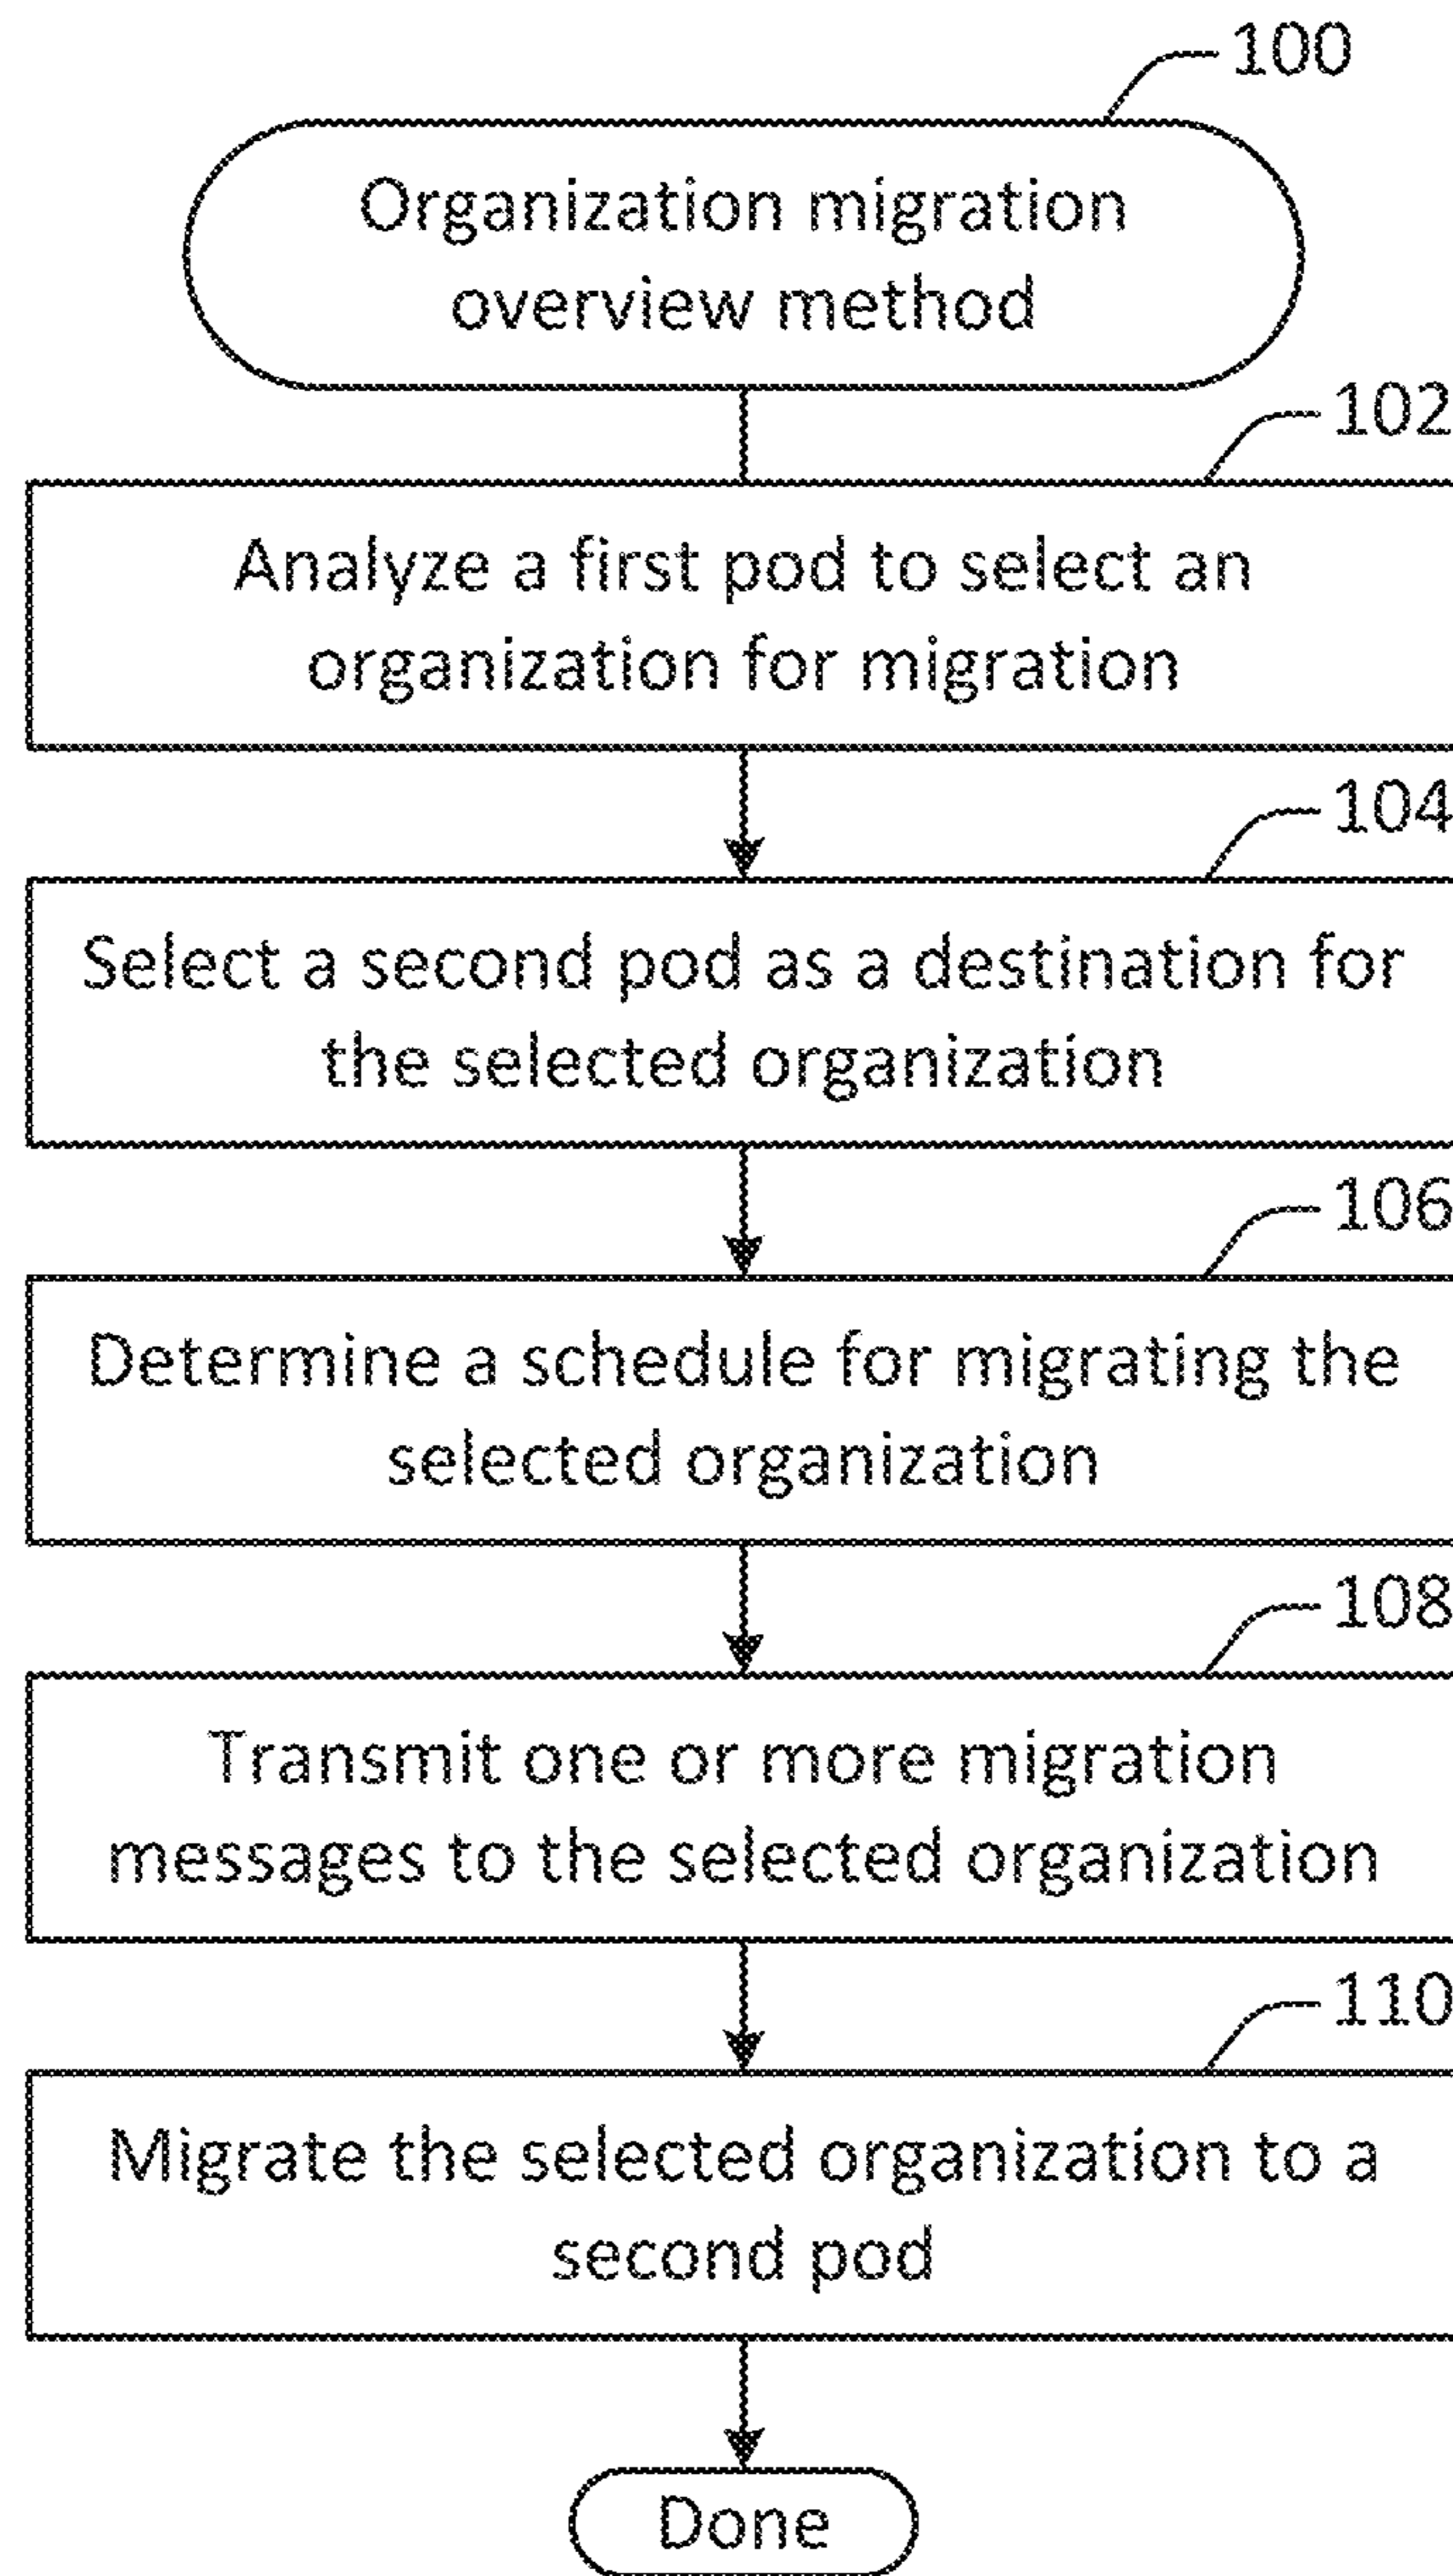 100
Organization migration
overview method
102
Analyze a first pod to select an
organization for migration
104
Select a second pod as a destination for
the selected organization
106
Determine a schedule for migrating the
selected organization
108
Transmit one or more migration
messages to the selected organization
110
Migrate the selected organization to a
second pod
Done